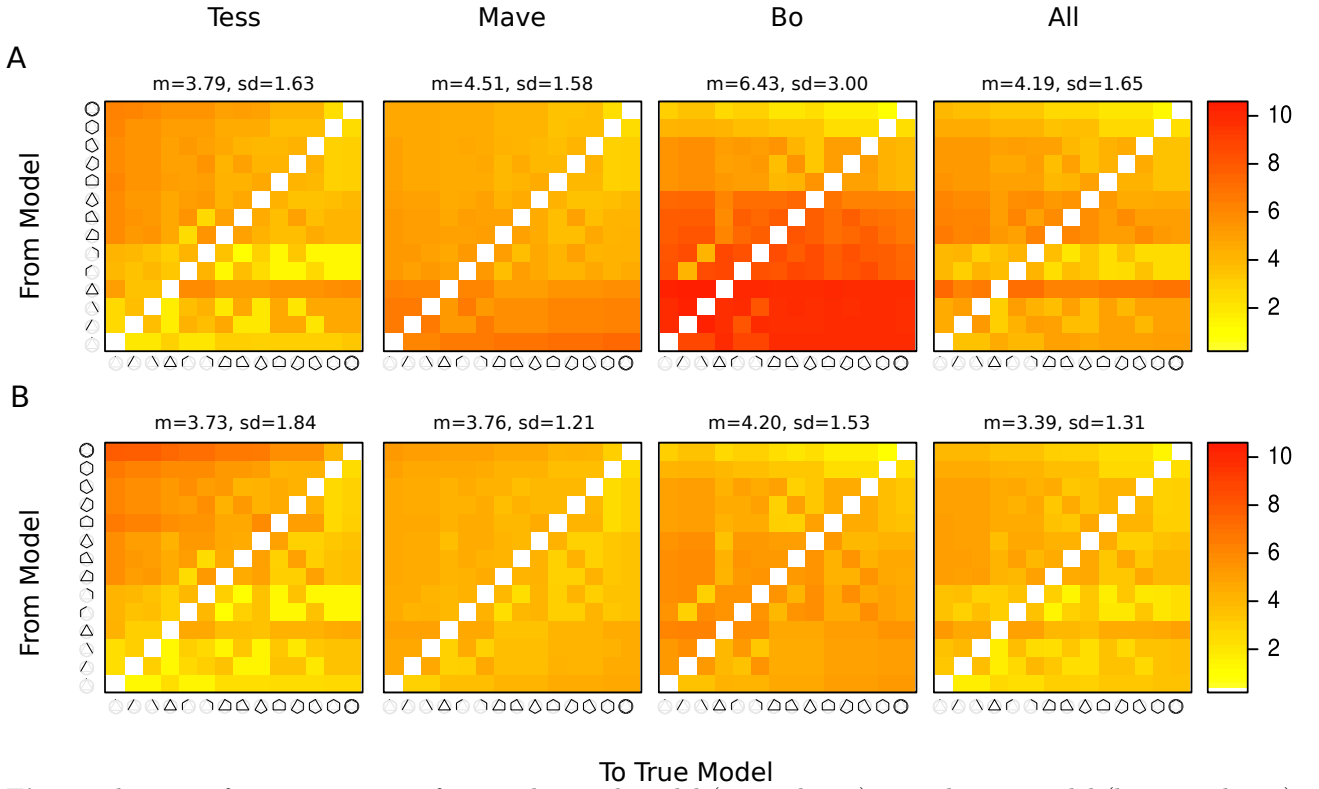 Tess Mave Bo All
A
m=3.79, sd=1.63 m=4.51, sd=1.58 m=6.43, sd=3.00 m=4.19, sd=1.65
From Model
10
8
6
4
2
B
m=3.73, sd=1.84 m=3.76, sd=1.21 m=4.20, sd=1.53 m=3.39, sd=1.31
From Model
10
8
6
4
2
To True Model